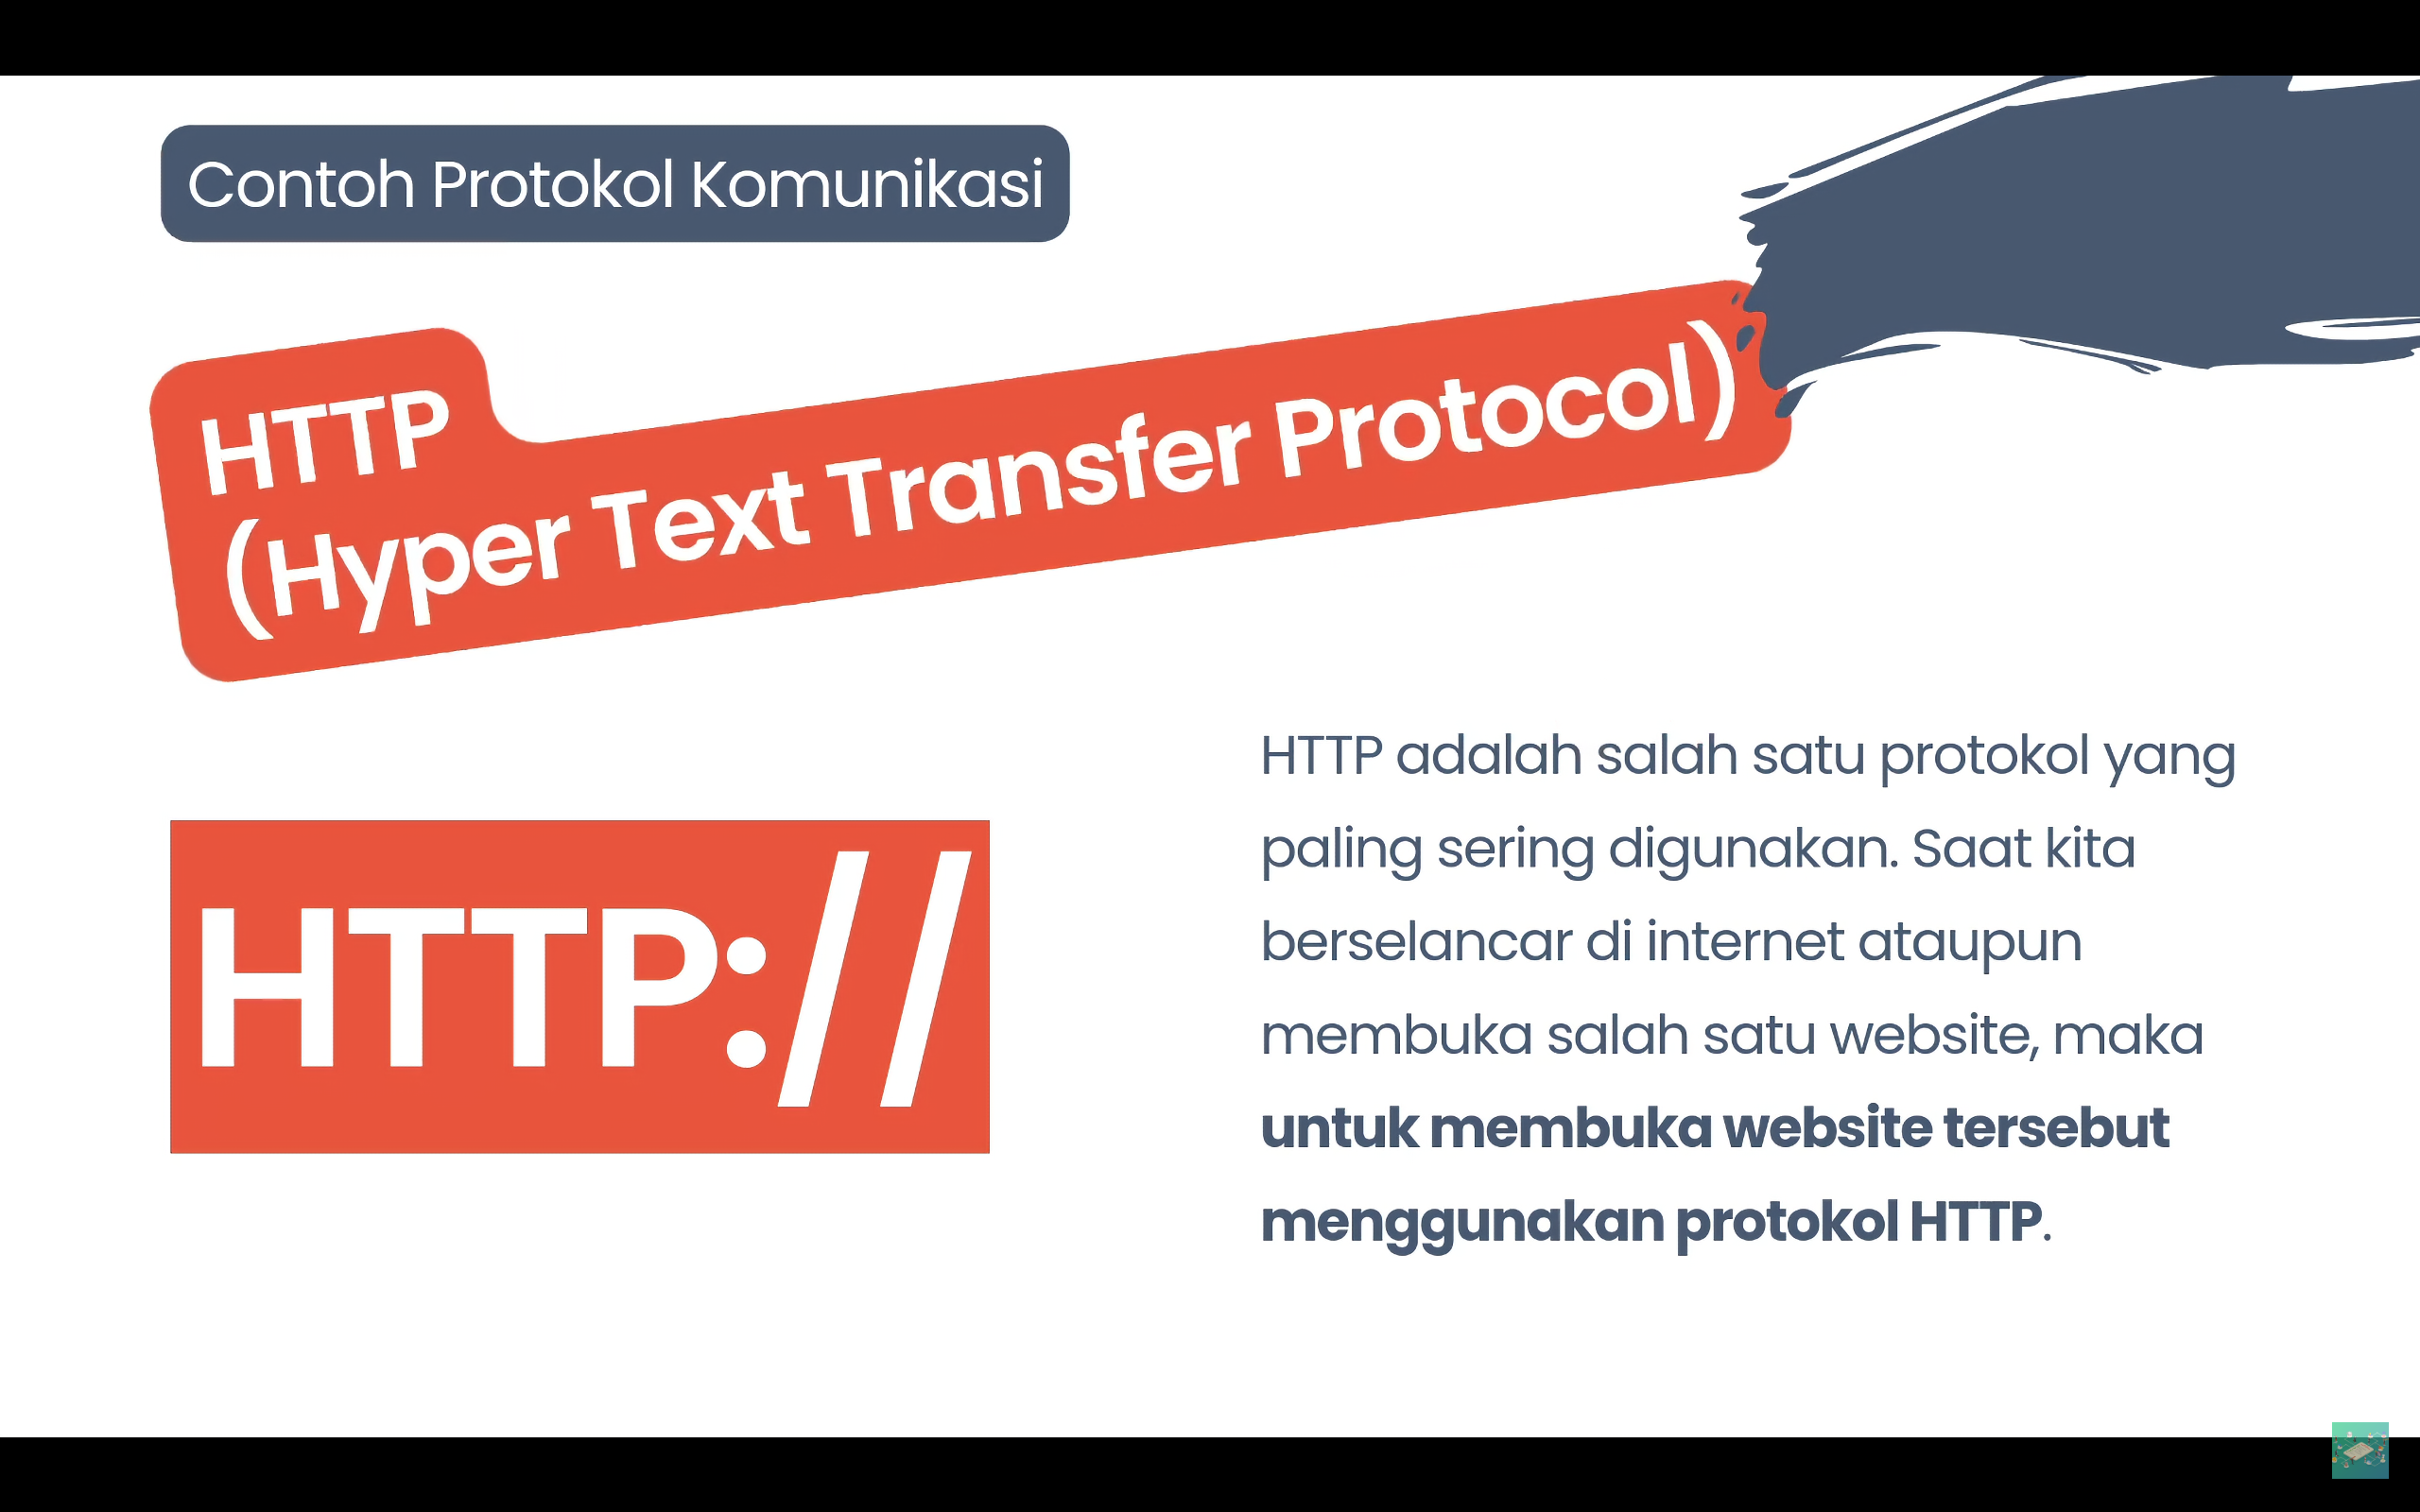 Contoh Protokol Komunikasi
HTTP
(Hyper Text Transfer Protocol)
HTTP://
HTTP adalah salah satu protokol yang
paling sering digunakan. Saat kita
berselancar di internet ataupun
membuka salah satu website, maka
untuk membuka website tersebut
menggunakan protokol HTTP.